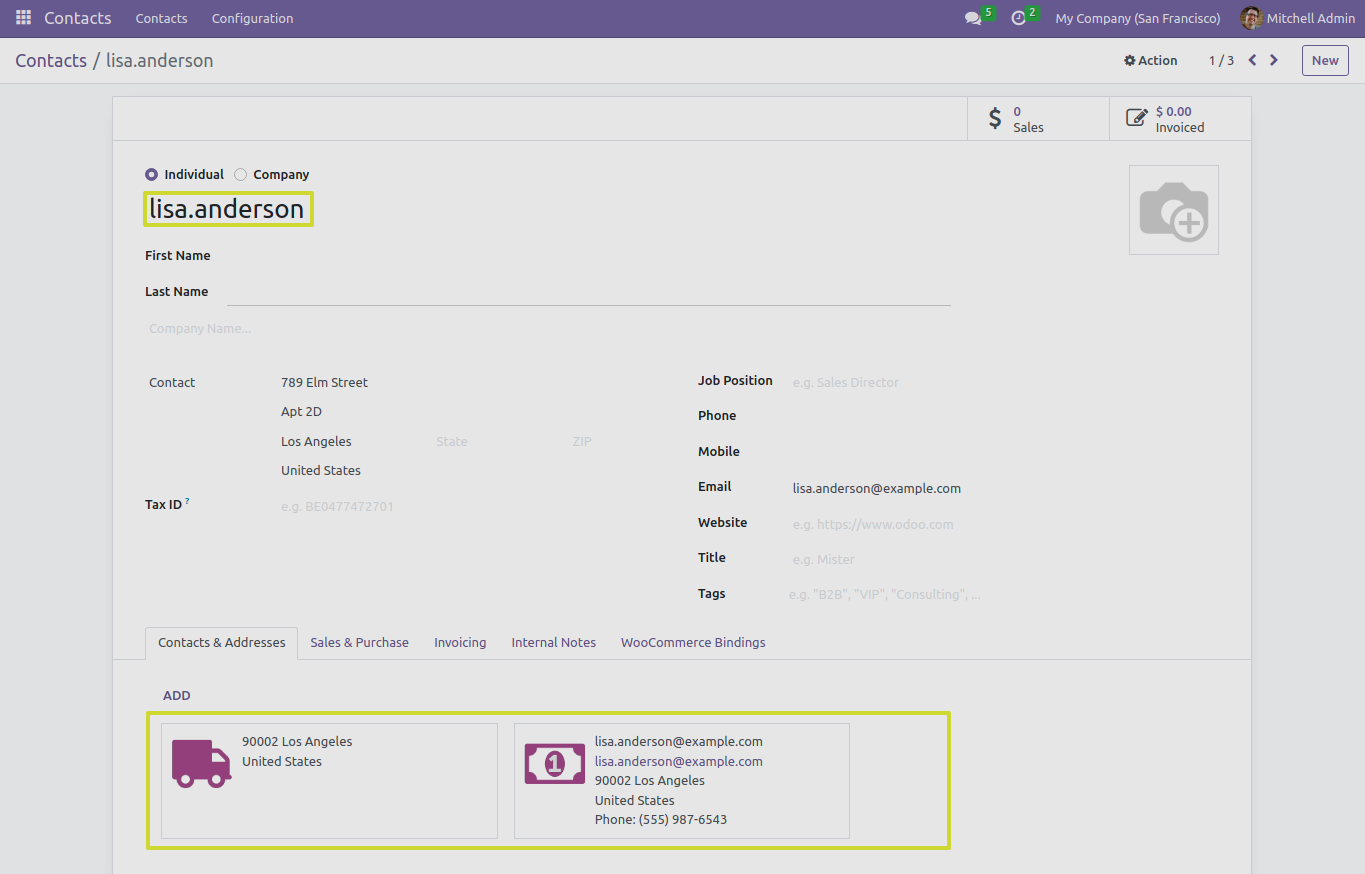 Contacts Contacts Configuration 5 2 My Company (San Francisco) Mitchell Admin
Contacts / lisa.anderson Action 1 / 3 New
$ 0 Sales
$ 0.00 Invoiced
Individual Company
lisa.anderson
First Name
Last Name
Company Name...
Contact 789 Elm Street
Apt 2D
Los Angeles State ZIP
United States
Tax ID ? e.g. BE0477472701
Job Position e.g. Sales Director
Phone
Mobile
Email lisa.anderson@example.com
Website e.g. https://www.odoo.com
Title e.g. Mister
Tags e.g. "B2B", "VIP", "Consulting", ...
Contacts & Addresses Sales & Purchase Invoicing Internal Notes WooCommerce Bindings
ADD
90002 Los Angeles
United States
1
lisa.anderson@example.com
lisa.anderson@example.com
90002 Los Angeles
United States
Phone: (555) 987-6543